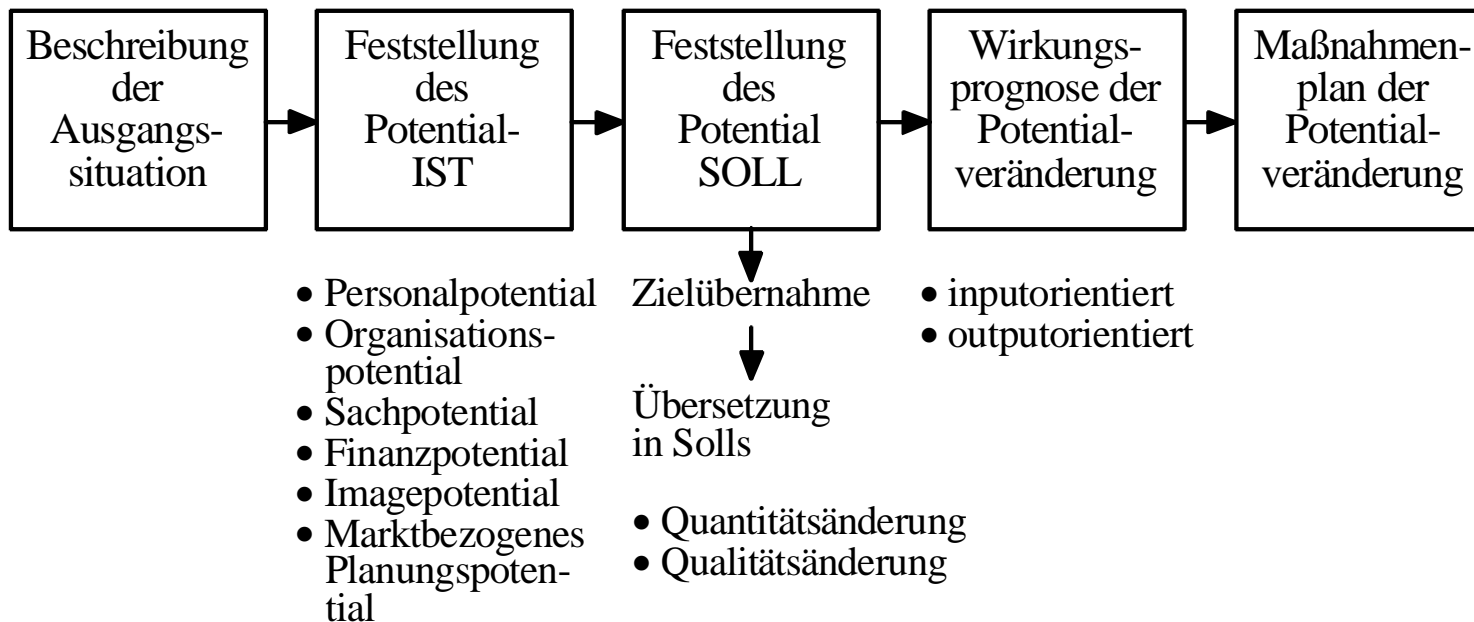 Beschreibung
der
Ausgangs-
situation
Feststellung
des
Potential-
IST
Feststellung
des
Potential
SOLL
Wirkungs-
prognose der
Potential-
veränderung
Maßnahmen-
plan der
Potential-
veränderung
• Personalpotential
• Organisations-
potential
• Sachpotential
• Finanzpotential
• Imagepotential
• Marktbezogenes
Planungspoten-
tial
Zielübernahme
Übersetzung
in Solls
• Quantitätsänderung
• Qualitätsänderung
• inputorientiert
• outputorientiert